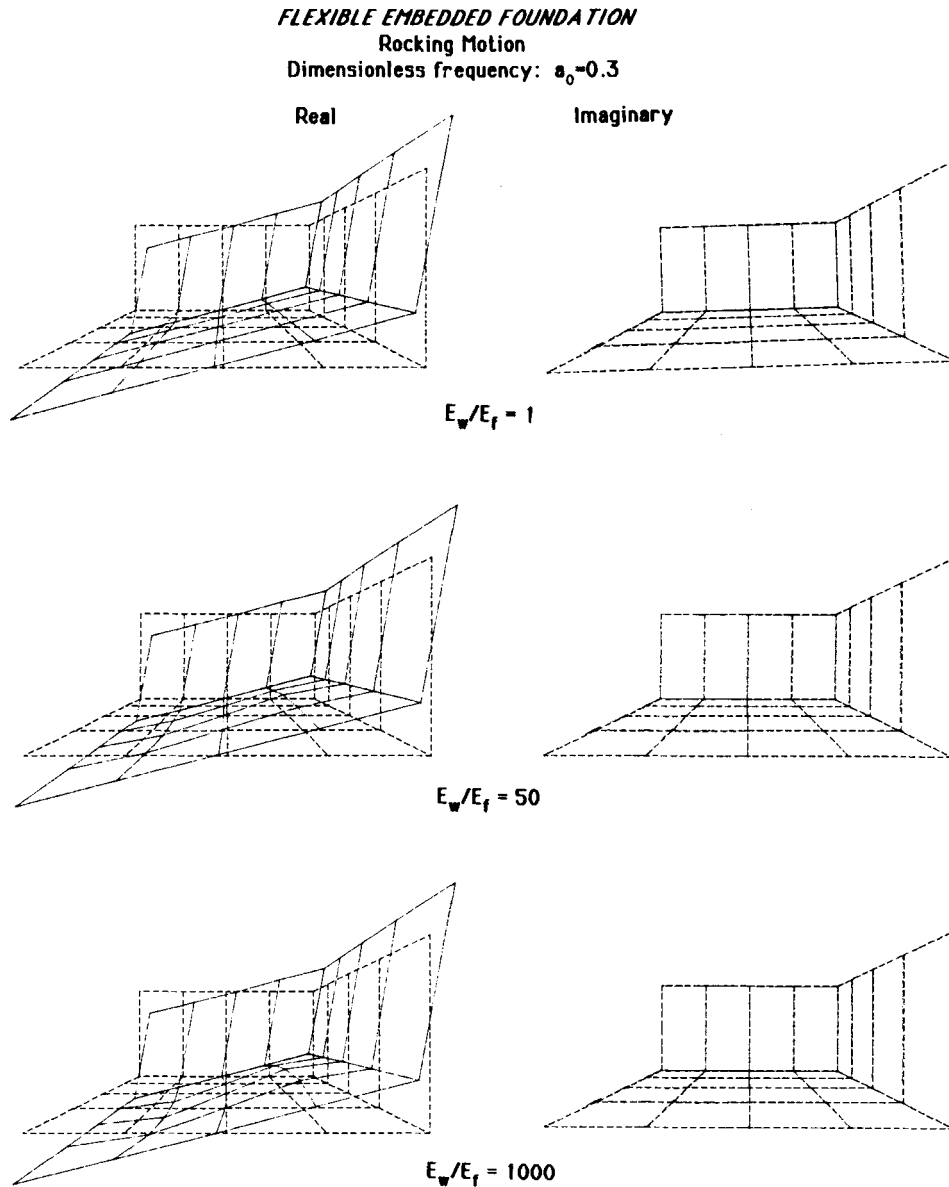 FLEXIBLE EMBEDDED FOUNDATION
Rocking Motion
Dimensionless frequency: a₀=0.3
Real
Imaginary
E_w/E_f = 1
E_w/E_f = 50
E_w/E_f = 1000